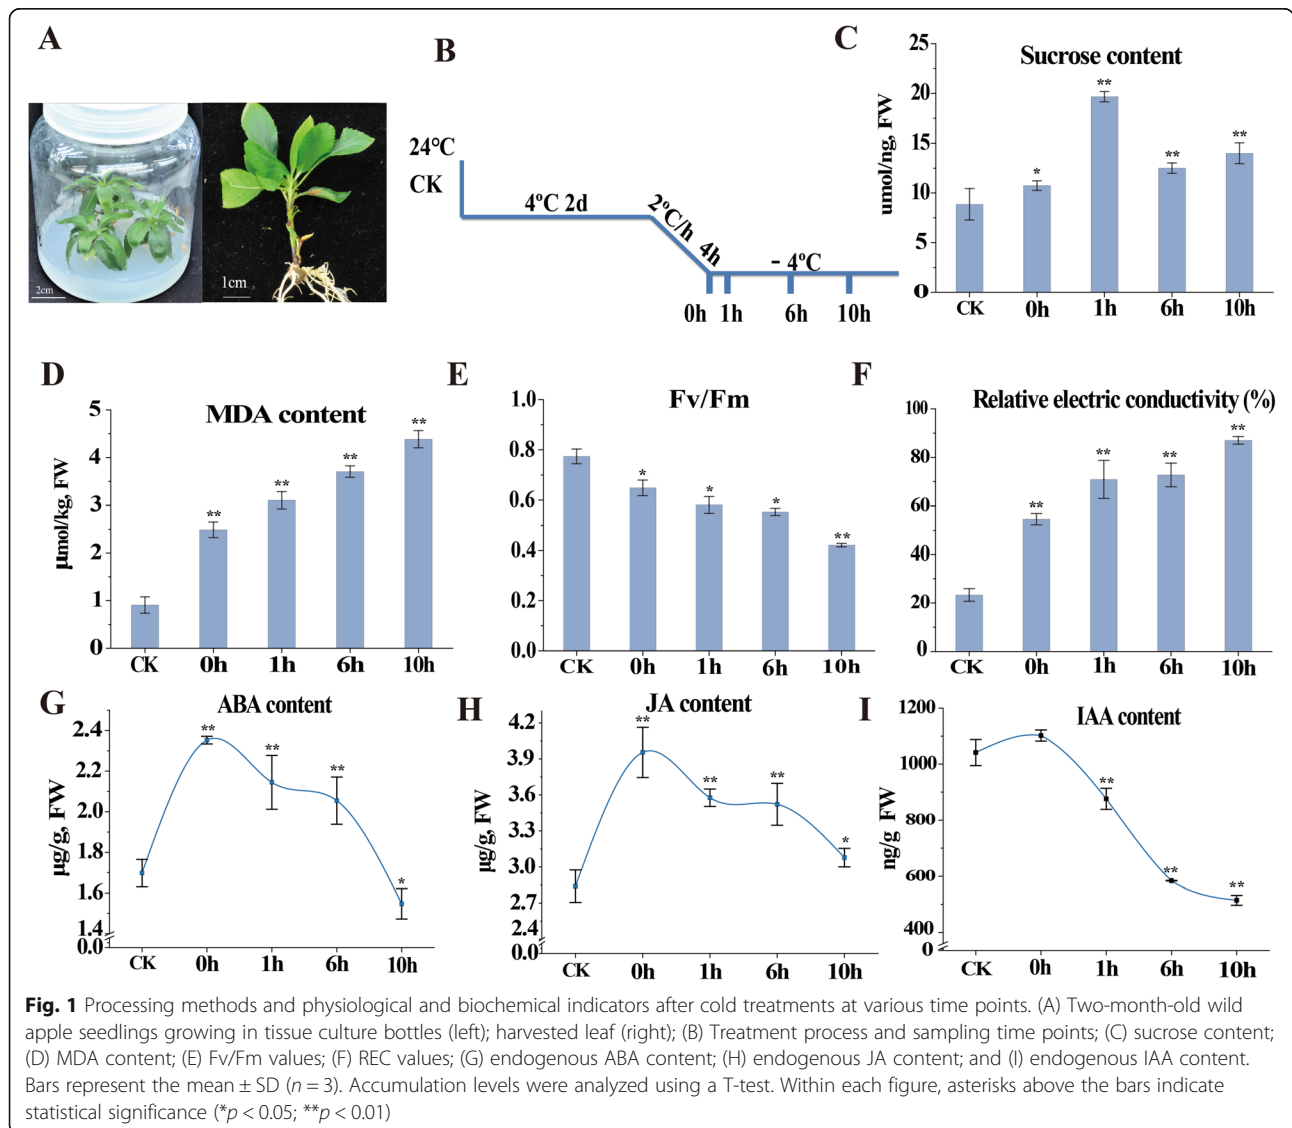 A
2cm
1cm
B
24°C
CK
4°C 2d
2°C/h 4h
- 4°C
0h 1h 6h 10h
C
Sucrose content
umol/ng, FW
25
20
15
10
5
0
* ** ** **
CK 0h 1h 6h 10h
D
MDA content
µmol/kg, FW
5
4
3
2
1
0
** ** ** **
CK 0h 1h 6h 10h
E
Fv/Fm
1.0
0.8
0.6
0.4
0.2
0.0
* * * **
CK 0h 1h 6h 10h
F
Relative electric conductivity (%)
100
80
60
40
20
0
** ** ** **
CK 0h 1h 6h 10h
G
ABA content
µg/g, FW
2.4
2.2
2.0
1.8
1.6
1.4
0.0
** ** ** *
CK 0h 1h 6h 10h
H
JA content
µg/g, FW
4.2
3.9
3.6
3.3
3.0
2.7
2.4
0.0
** ** ** *
CK 0h 1h 6h 10h
I
IAA content
ng/g FW
1200
1000
800
600
400
0
** ** **
CK 0h 1h 6h 10h
Fig. 1 Processing methods and physiological and biochemical indicators after cold treatments at various time points. (A) Two-month-old wild
apple seedlings growing in tissue culture bottles (left); harvested leaf (right); (B) Treatment process and sampling time points; (C) sucrose content;
(D) MDA content; (E) Fv/Fm values; (F) REC values; (G) endogenous ABA content; (H) endogenous JA content; and (I) endogenous IAA content.
Bars represent the mean ± SD (n = 3). Accumulation levels were analyzed using a T-test. Within each figure, asterisks above the bars indicate
statistical significance (*p < 0.05; **p < 0.01)